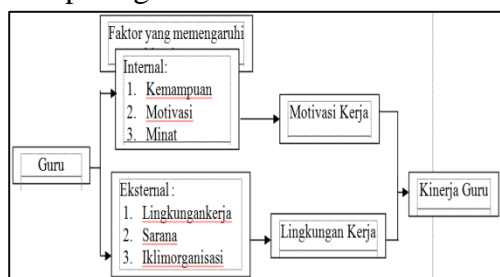 Faktor yang memengaruhi
Internal:
1. Kemampuan
2. Motivasi
3. Minat
Motivasi Kerja
Guru
Kinerja Guru
Eksternal :
1. Lingkungankerja
2. Sarana
3. Iklimorganisasi
Lingkungan Kerja